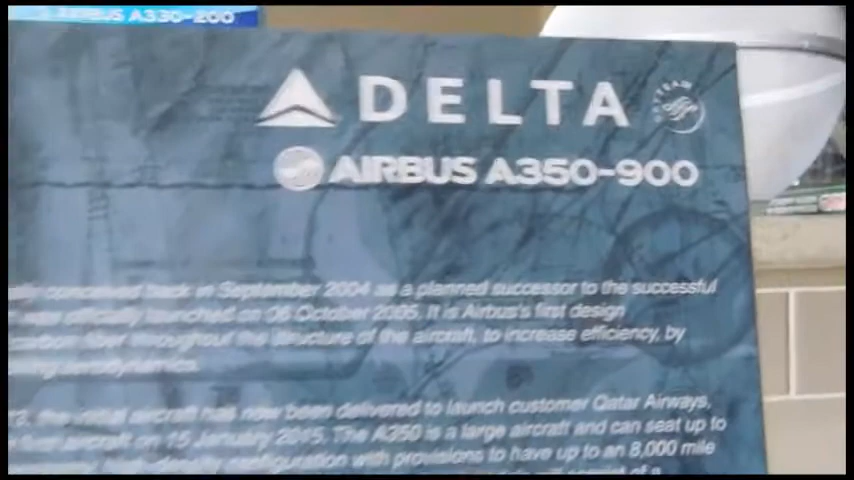 AIRBUS A330-200
DELTA SKYTEAM
AIRBUS A350-900
conceived back in September 2004 as a planned successor to the successful
was officially launched on 06 October 2005. It is Airbus's first design
carbon fiber throughout the structure of the aircraft, to increase efficiency, by
aerodynamics.
the initial aircraft has now been delivered to launch customer Qatar Airways,
first aircraft on 15 January 2015. The A350 is a large aircraft and can seat up to
configuration with provisions to have up to an 8,000 mile
of a